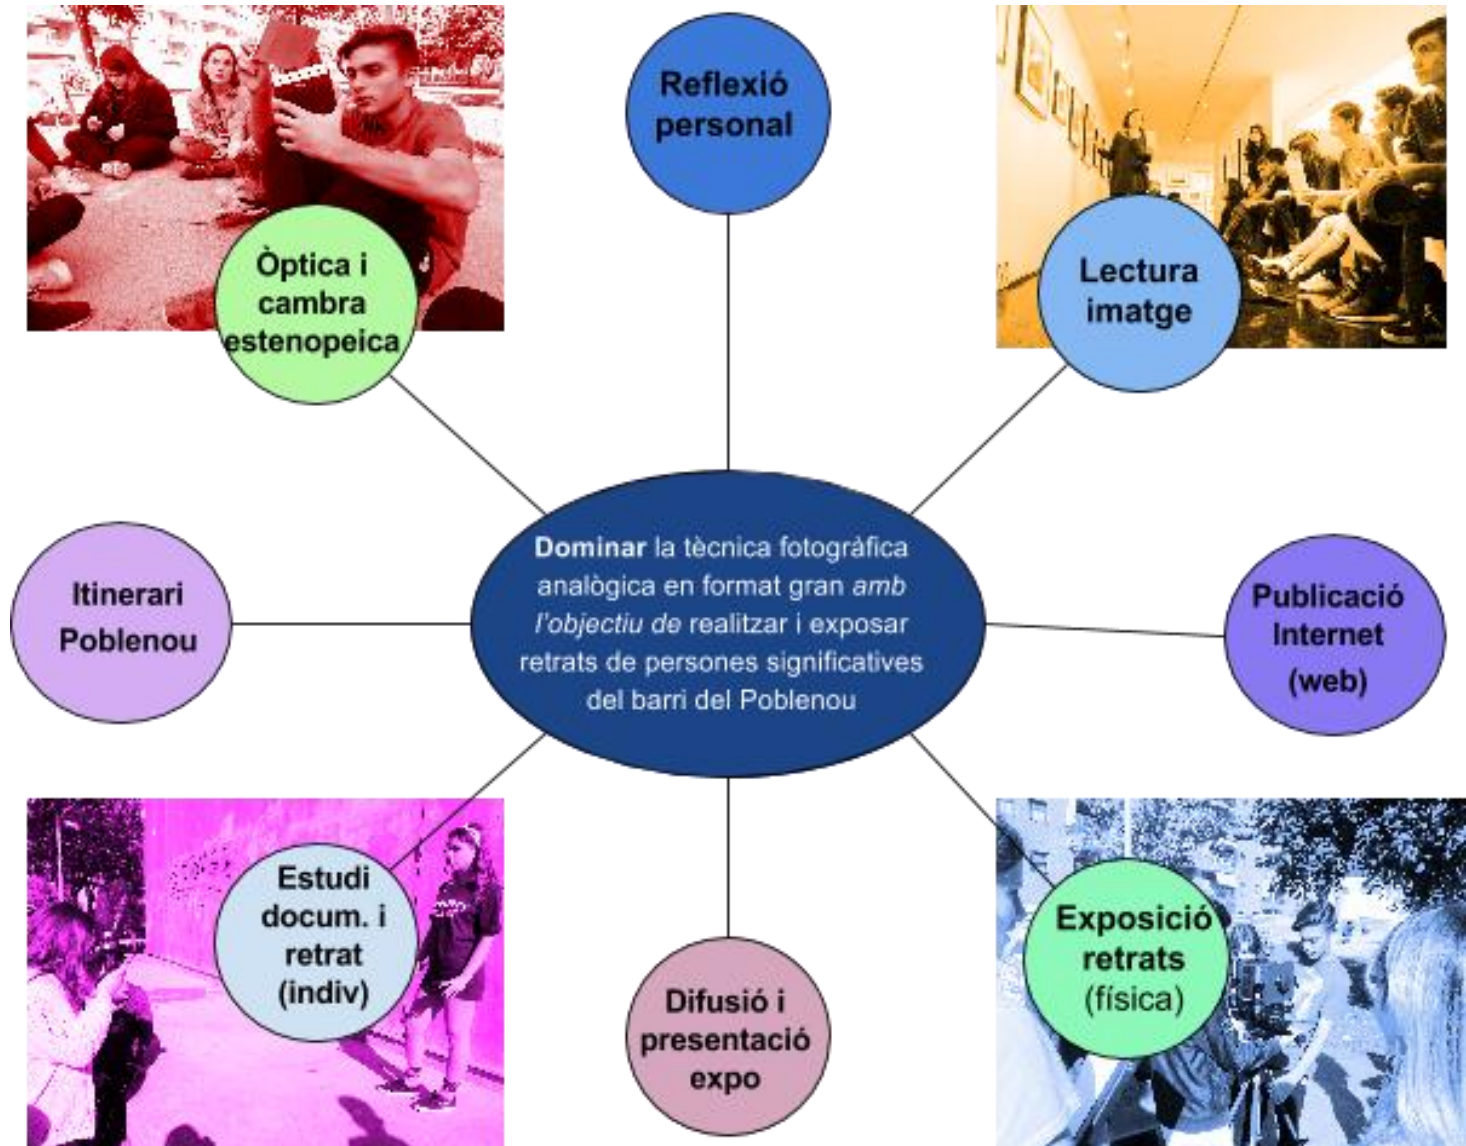 Reflexió
personal
Òptica i
cambra
estenopeica
Lectura
imatge
Dominar la tècnica fotogràfica
analògica en format gran amb
l'objectiu de realitzar i exposar
retrats de persones significatives
del barri del Poblenou
Itinerari
Poblenou
Publicació
Internet
(web)
Estudi
docum. i
retrat
(indiv)
Exposició
retrats
(física)
Difusió i
presentació
expo